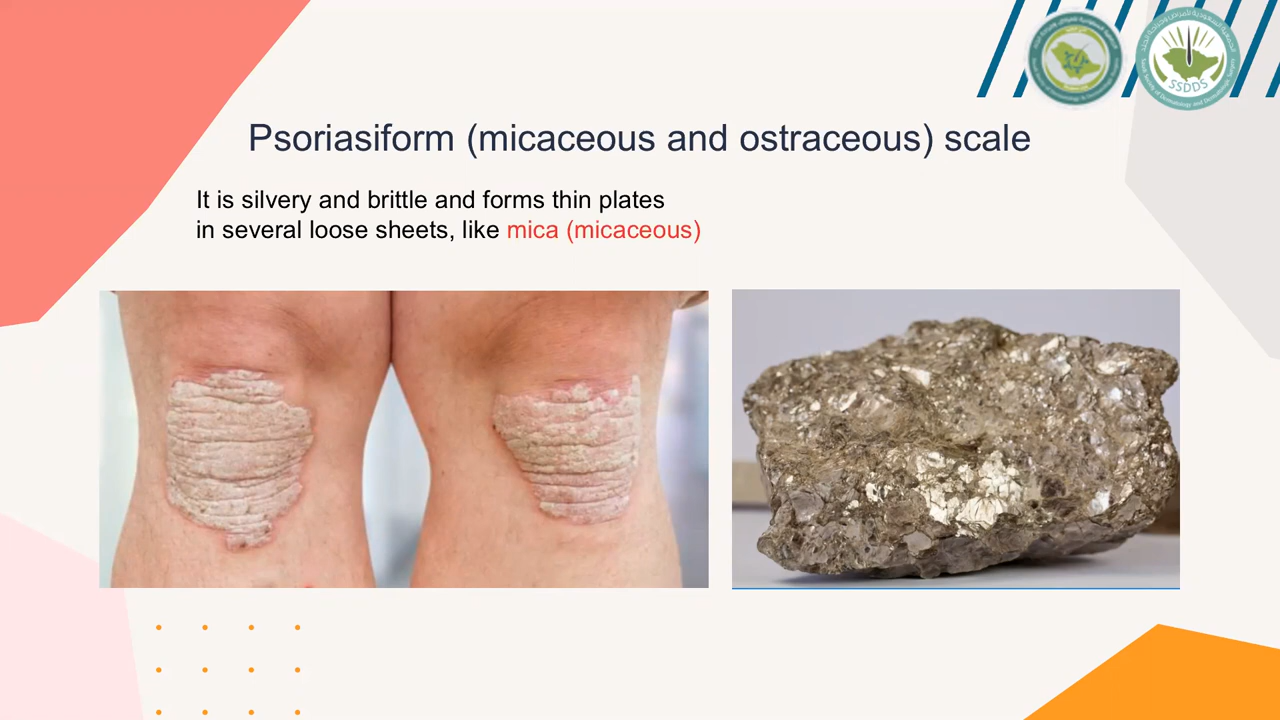 Psoriasiform (micaceous and ostraceous) scale
It is silvery and brittle and forms thin plates
in several loose sheets, like mica (micaceous)
SSDDS